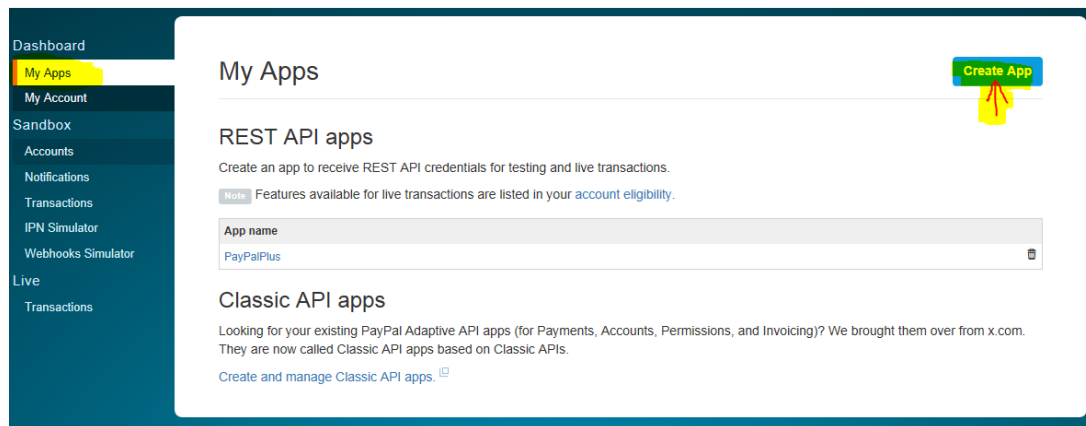 Dashboard
My Apps
My Account
Sandbox
Accounts
Notifications
Transactions
IPN Simulator
Webhooks Simulator
Live
Transactions
My Apps
Create App
REST API apps
Create an app to receive REST API credentials for testing and live transactions.
Note Features available for live transactions are listed in your account eligibility.
App name
PayPalPlus
Classic API apps
Looking for your existing PayPal Adaptive API apps (for Payments, Accounts, Permissions, and Invoicing)? We brought them over from x.com.
They are now called Classic API apps based on Classic APIs.
Create and manage Classic API apps.